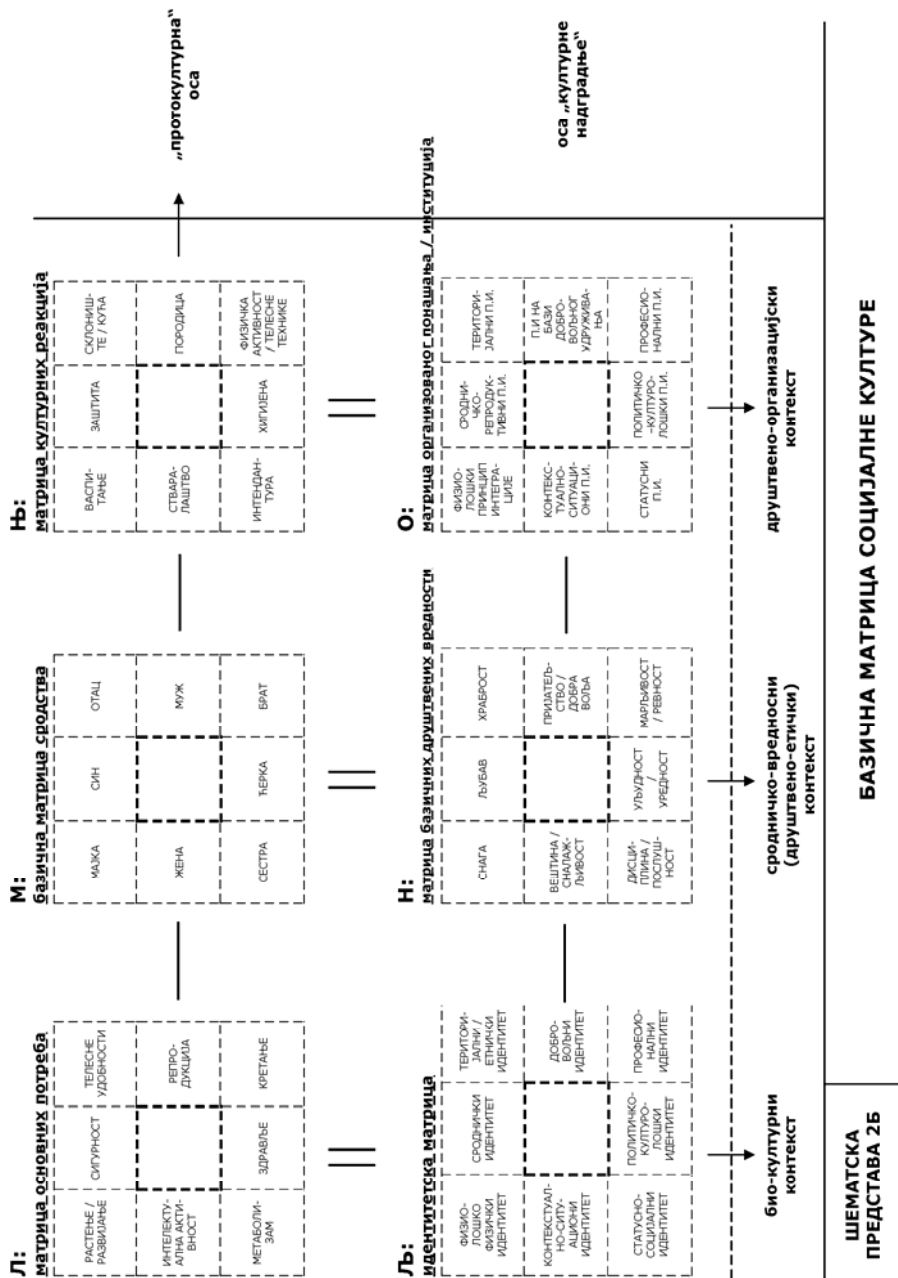 Л:
матрица основних потреба
РАСТЕЊЕ /
РАЗВИЈАЊЕ
СИГУРНОСТ
ТЕЛЕСНЕ
УДОБНОСТИ
ИНТЕЛЕКТУ-
АЛНА АКТИ-
ВНОСТ
РЕПРО-
ДУКЦИЈА
МЕТАБОЛИ-
ЗАМ
ЗДРАВЉЕ
КРЕТАЊЕ
М:
базична матрица сродства
МАЈКА
СИН
ОТАЦ
ЖЕНА
МУЖ
СЕСТРА
ЋЕРКА
БРАТ
Њ:
матрица културних реакција
ВАСПИ-
ТАЊЕ
ЗАШТИТА
СКЛОНИШ-
ТЕ / КУЋА
СТВАРА-
ЛАШТВО
ПОРОДИЦА
ИНТЕНДАН-
ТУРА
ХИГИЈЕНА
ФИЗИЧКА
АКТИВНОСТ
/ ТЕЛЕСНЕ
ТЕХНИКЕ
„протокултурна“
оса
Љ:
идентитетска матрица
ФИЗИО-
ЛОШКО
ФИЗИЧКИ
ИДЕНТИТЕТ
СРОДНИЧКИ
ИДЕНТИТЕТ
ТЕРИТОРИ-
ЈАЛНИ /
ЕТНИЧКИ
ИДЕНТИТЕТ
КОНТЕКСТУАЛ-
НО-СИТУ-
АЦИОНИ
ИДЕНТИТЕТ
ДОБРО-
ВОЉНИ
ИДЕНТИТЕТ
СТАТУСНО-
СОЦИЈАЛНИ
ИДЕНТИТЕТ
ПОЛИТИЧКО-
КУЛТУРО-
ЛОШКИ
ИДЕНТИТЕТ
ПРОФЕСИО-
НАЛНИ
ИДЕНТИТЕТ
Н:
матрица базичних друштвених вредности
СНАГА
ЉУБАВ
ХРАБРОСТ
ВЕШТИНА /
СНАЛАЖ-
ЉИВОСТ
ПРИЈАТЕЉ-
СТВО /
ДОБРА
ВОЉА
ДИСЦИ-
ПЛИНА /
ПОСЛУШ-
НОСТ
УЉУДНОСТ
/
УРЕДНОСТ
МАРЉИВОСТ
/ РЕВНОСТ
О:
матрица организованог понашања / институција
ФИЗИО-
ЛОШКИ
ПРИНЦИП
ИНТЕГРА-
ЦИЈЕ
СРОДНИ-
ЧКО-
РЕПРОДУК-
ТИВНИ П.И.
ТЕРИТОРИ-
ЈАЛНИ П.И.
КОНТЕКС-
ТУАЛНО-
СИТУАЦИ-
ОНИ П.И.
П.И НА
БАЗИ
ДОБРО-
ВОЉНОГ
УДРУЖИВА-
ЊА
СТАТУСНИ
П.И.
ПОЛИТИЧКО
-КУЛТУРО-
ЛОШКИ П.И.
ПРОФЕСИО-
НАЛНИ П.И.
оса „културне
надградње“
био-културни
контекст
сродничко-вредносни
(друштвено-етички)
контекст
друштвено-организацијски
контекст
ШЕМАТСКА
ПРЕДСТАВА 2Б
БАЗИЧНА МАТРИЦА СОЦИЈАЛНЕ КУЛТУРЕ